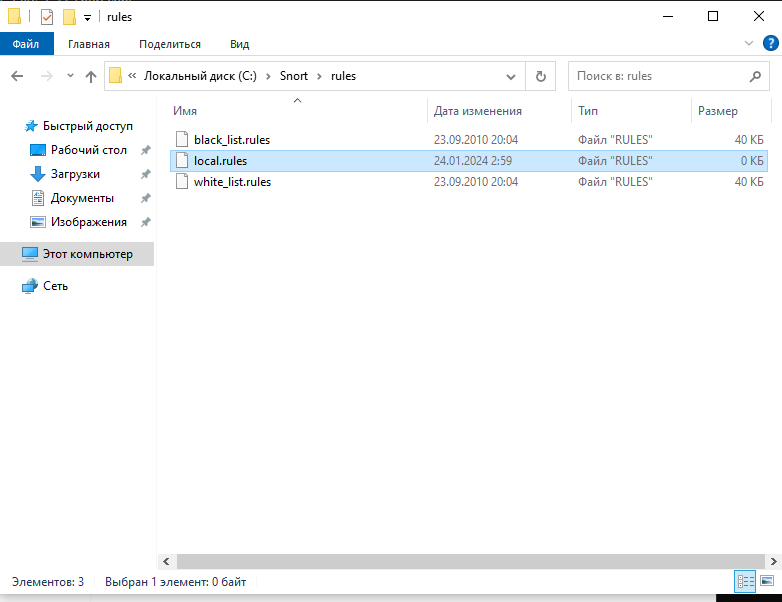 rules
Файл Главная Поделиться Вид
« Локальный диск (C:) › Snort › rules
Поиск в: rules
Имя Дата изменения Тип Размер
Быстрый доступ
Рабочий стол
Загрузки
Документы
Изображения
Этот компьютер
Сеть
black_list.rules 23.09.2010 20:04 Файл "RULES" 40 КБ
local.rules 24.01.2024 2:59 Файл "RULES" 0 КБ
white_list.rules 23.09.2010 20:04 Файл "RULES" 40 КБ
Элементов: 3 Выбран 1 элемент: 0 байт